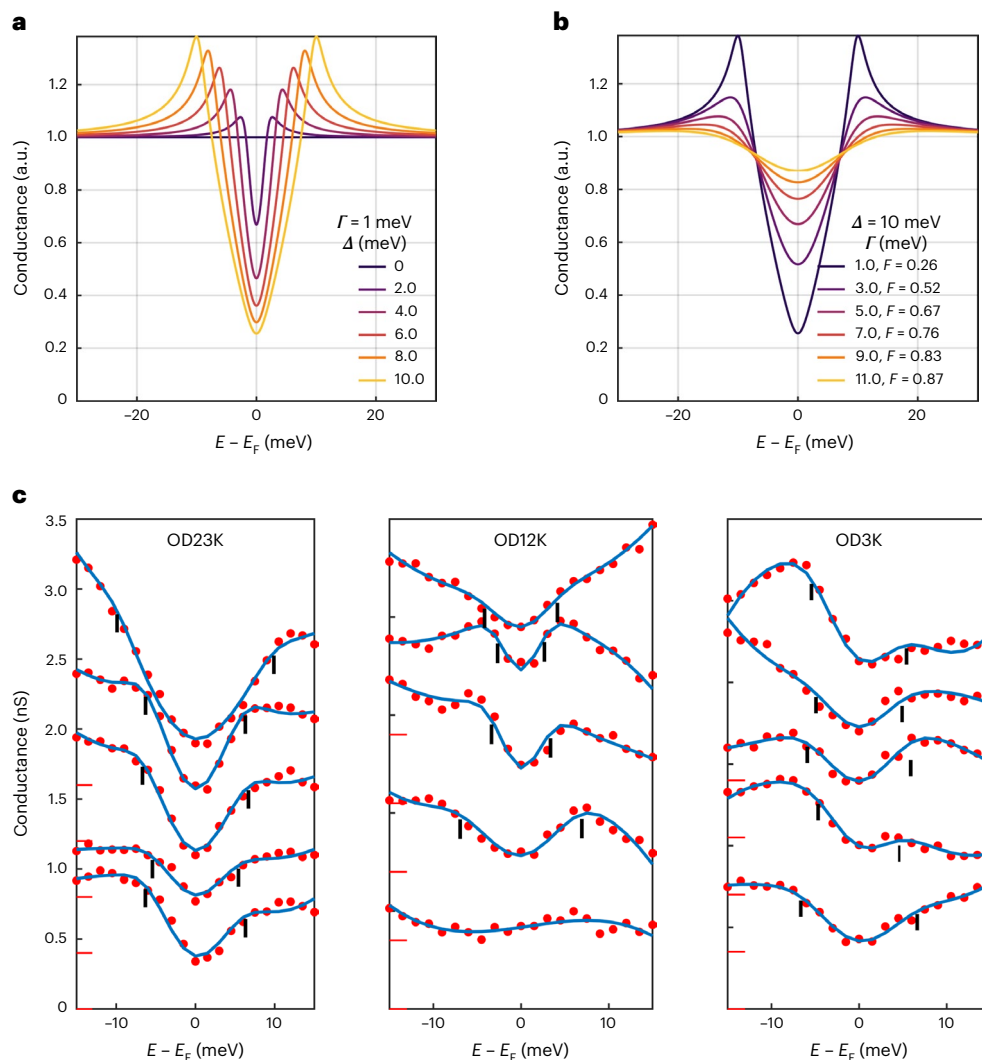 a
Conductance (a.u.)
1.2
1.0
0.8
0.6
0.4
0.2
0
–20
0
20
E – E_F (meV)
Γ = 1 meV
Δ (meV)
0
2.0
4.0
6.0
8.0
10.0
b
Conductance (a.u.)
1.2
1.0
0.8
0.6
0.4
0.2
0
–20
0
20
E – E_F (meV)
Δ = 10 meV
Γ (meV)
1.0, F = 0.26
3.0, F = 0.52
5.0, F = 0.67
7.0, F = 0.76
9.0, F = 0.83
11.0, F = 0.87
c
Conductance (nS)
3.5
3.0
2.5
2.0
1.5
1.0
0.5
0
OD23K
–10
0
10
E – E_F (meV)
OD12K
–10
0
10
E – E_F (meV)
OD3K
–10
0
10
E – E_F (meV)